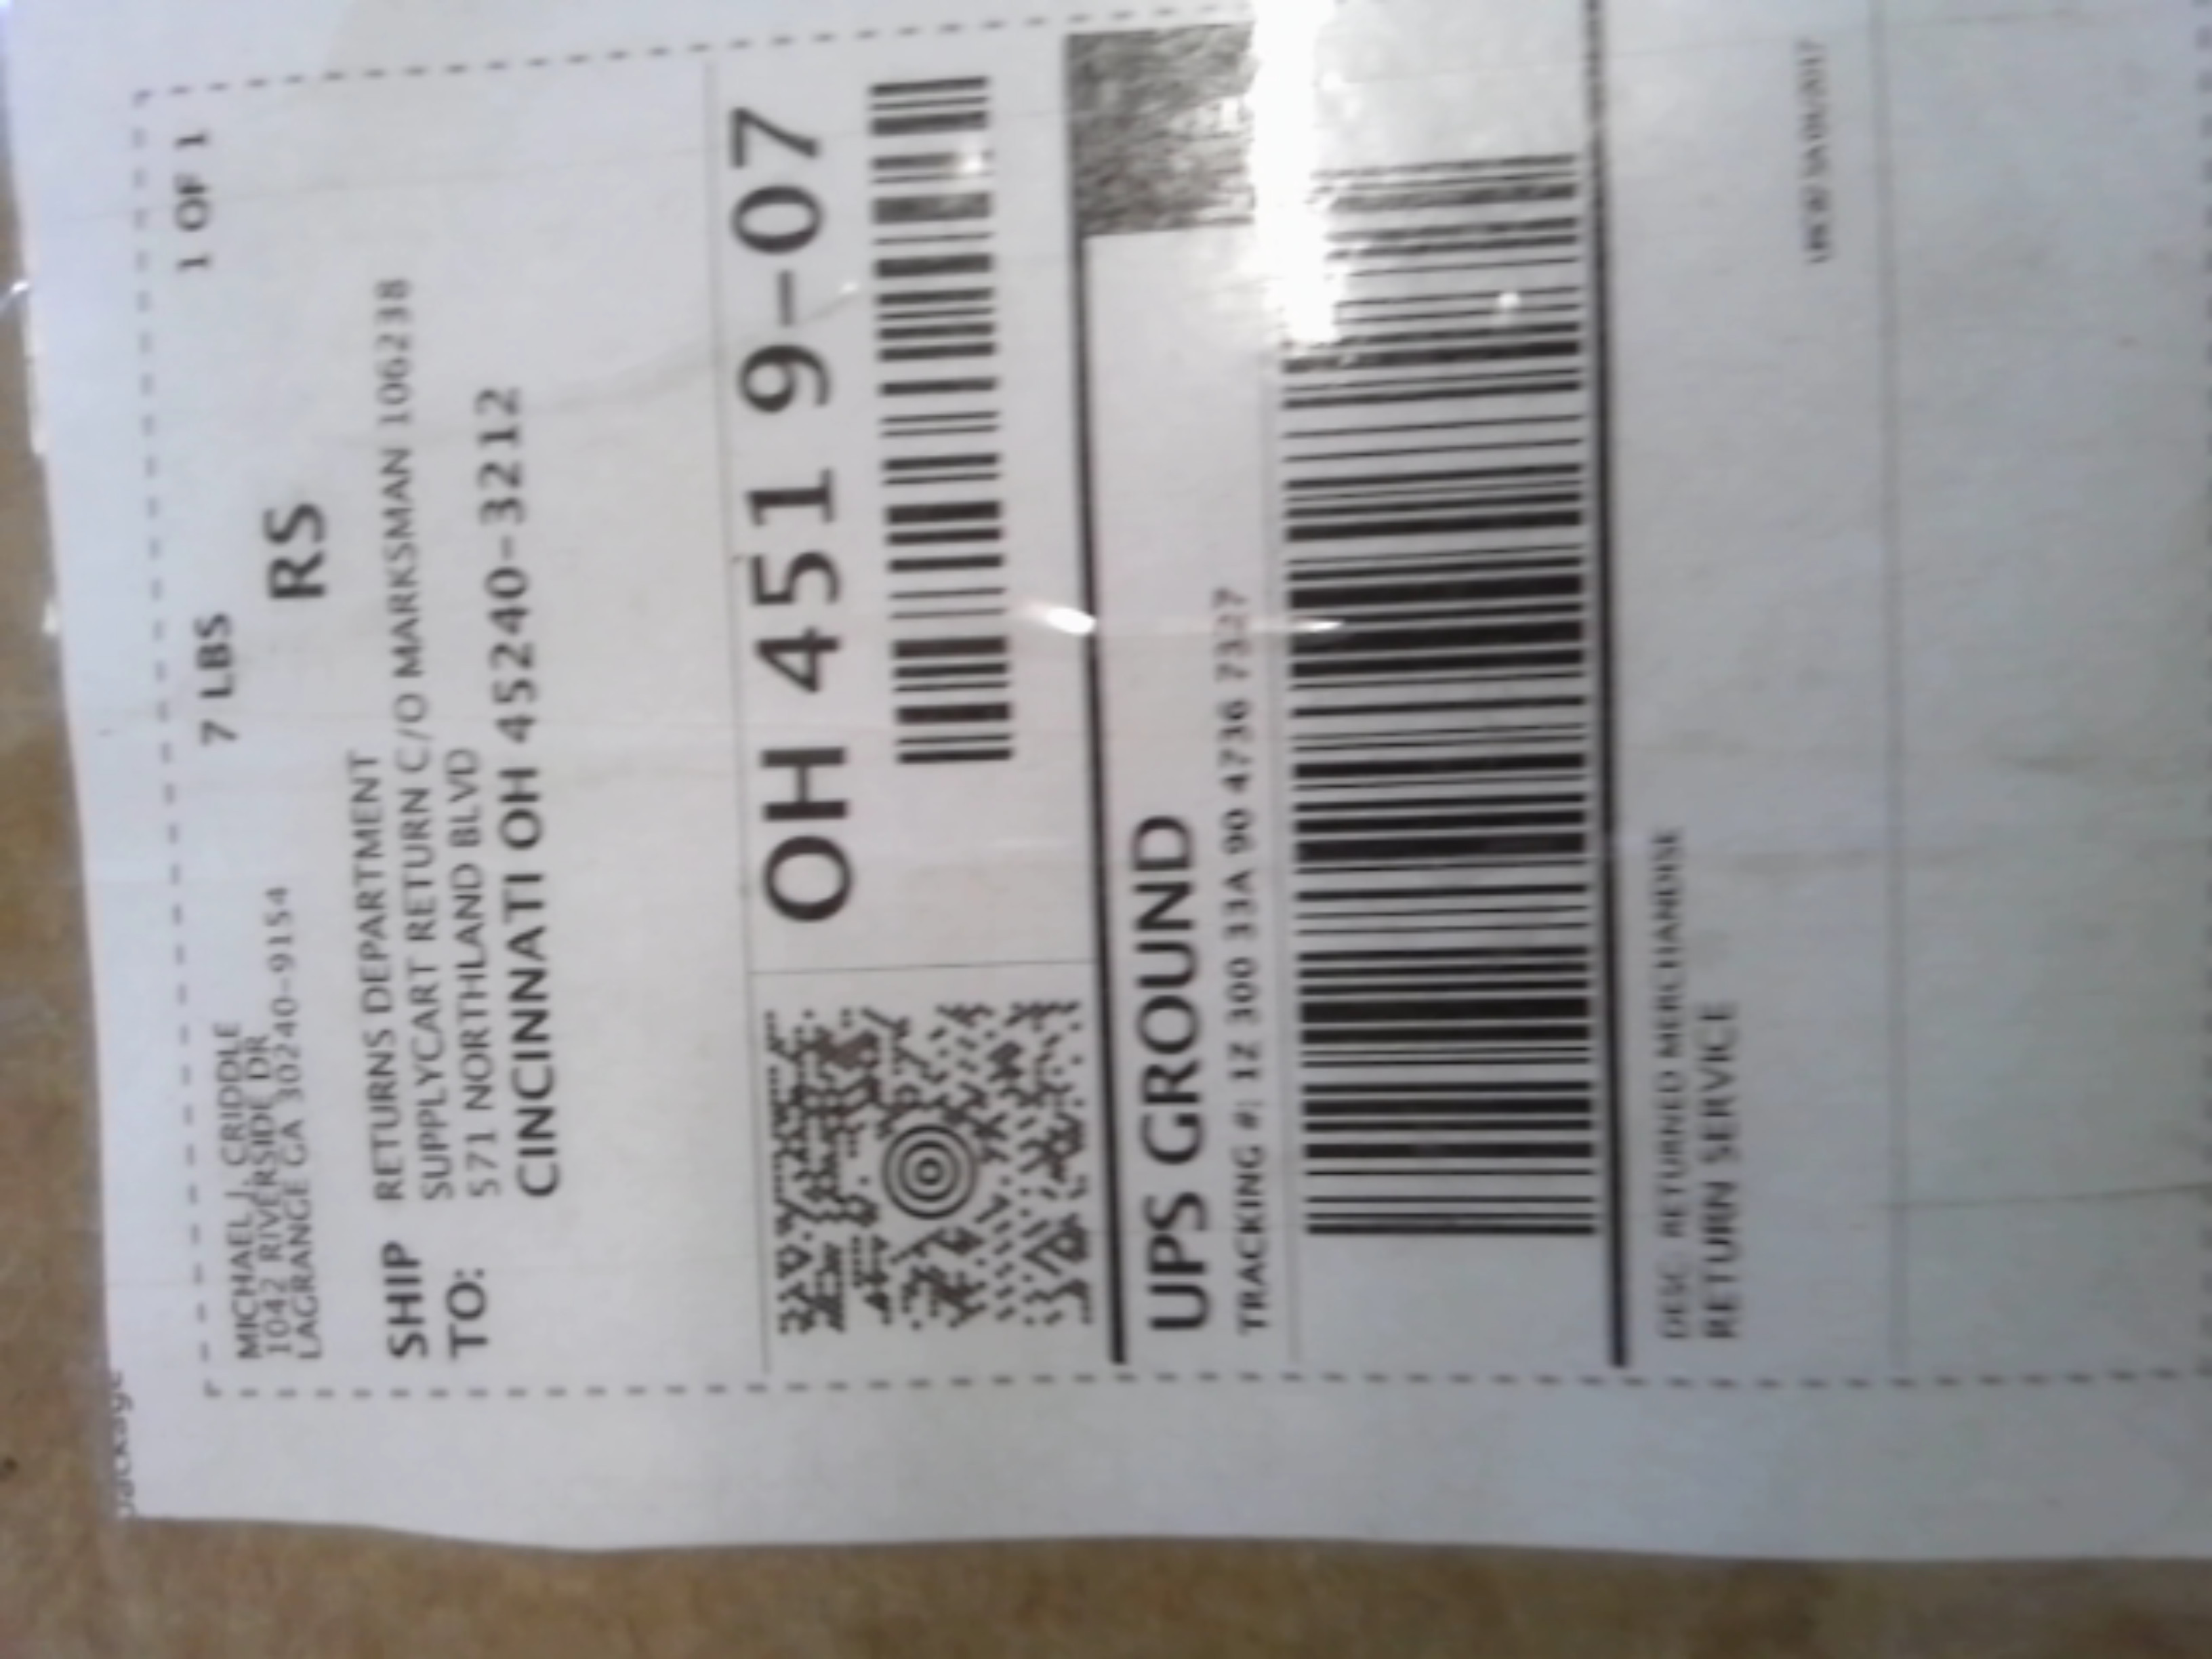 MICHAEL J. CRIDDLE
1042 RIVERSIDE DR
LAGRANGE GA 30240-9154
7 LBS
1 OF 1
RS
SHIP TO:
RETURNS DEPARTMENT
SUPPLYCART RETURN C/O MARKSMAN 106238
571 NORTHLAND BLVD
CINCINNATI OH 45240-3212
OH 451 9-07
UPS GROUND
TRACKING #: 1Z 300 33A 90 4736 7327
DESC: RETURNED MERCHANDISE
RETURN SERVICE
package